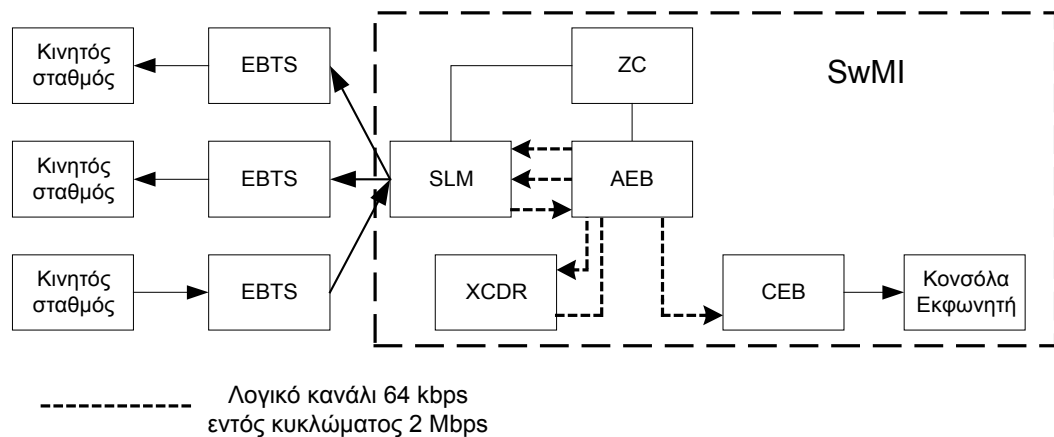 Κινητός
σταθμός
EBTS
ZC
SwMI
Κινητός
σταθμός
EBTS
SLM
AEB
Κινητός
σταθμός
EBTS
XCDR
CEB
Κονσόλα
Εκφωνητή
Λογικό κανάλι 64 kbps
εντός κυκλώματος 2 Mbps